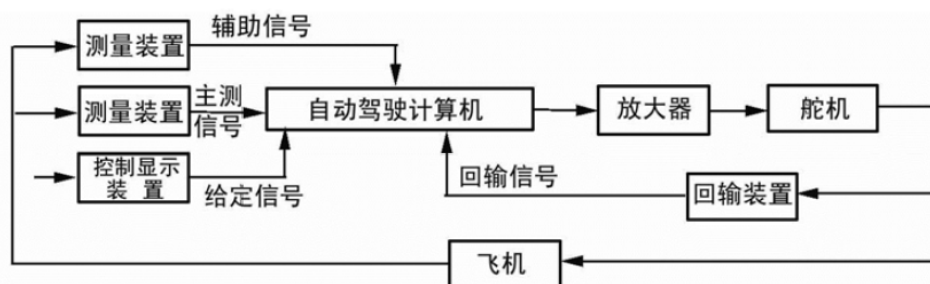 测量装置
辅助信号
测量装置
主测
信号
自动驾驶计算机
放大器
舵机
控制显示
装 置
给定信号
回输信号
回输装置
飞机